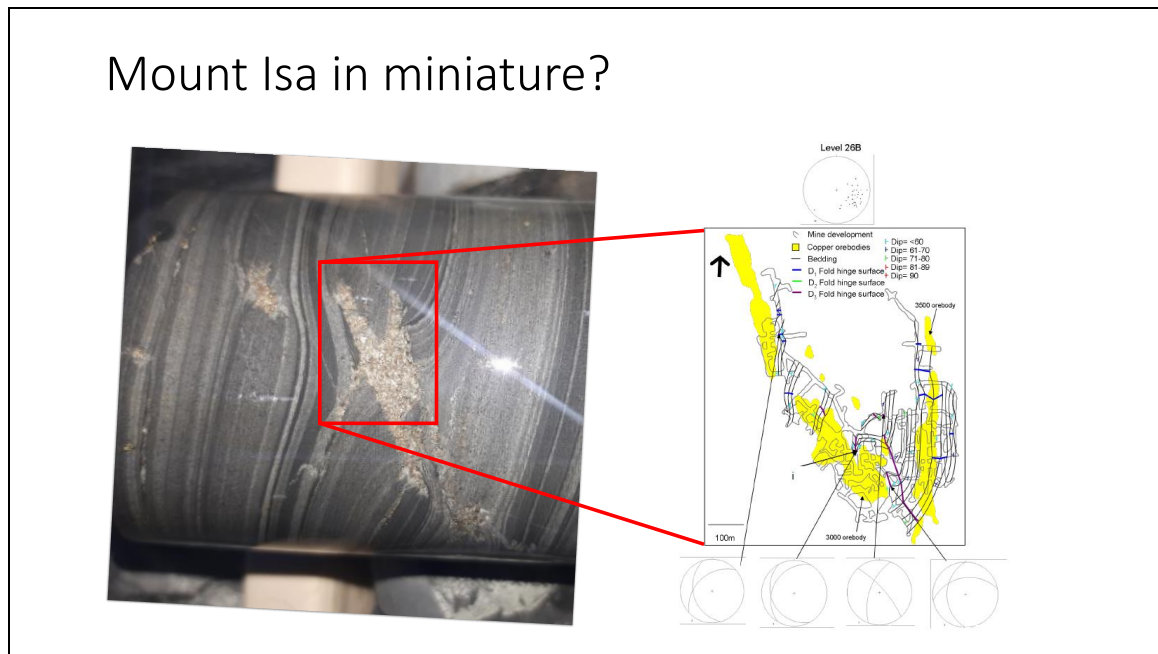 Mount Isa in miniature?
Level 26B
Mine development
Copper orebodies
Bedding
D1 Fold hinge surface
D2 Fold hinge surface
D3 Fold hinge surface
Dip= <60
Dip= 61-70
Dip= 71-80
Dip= 81-89
Dip= 90
3500 orebody
i
3000 orebody
100m